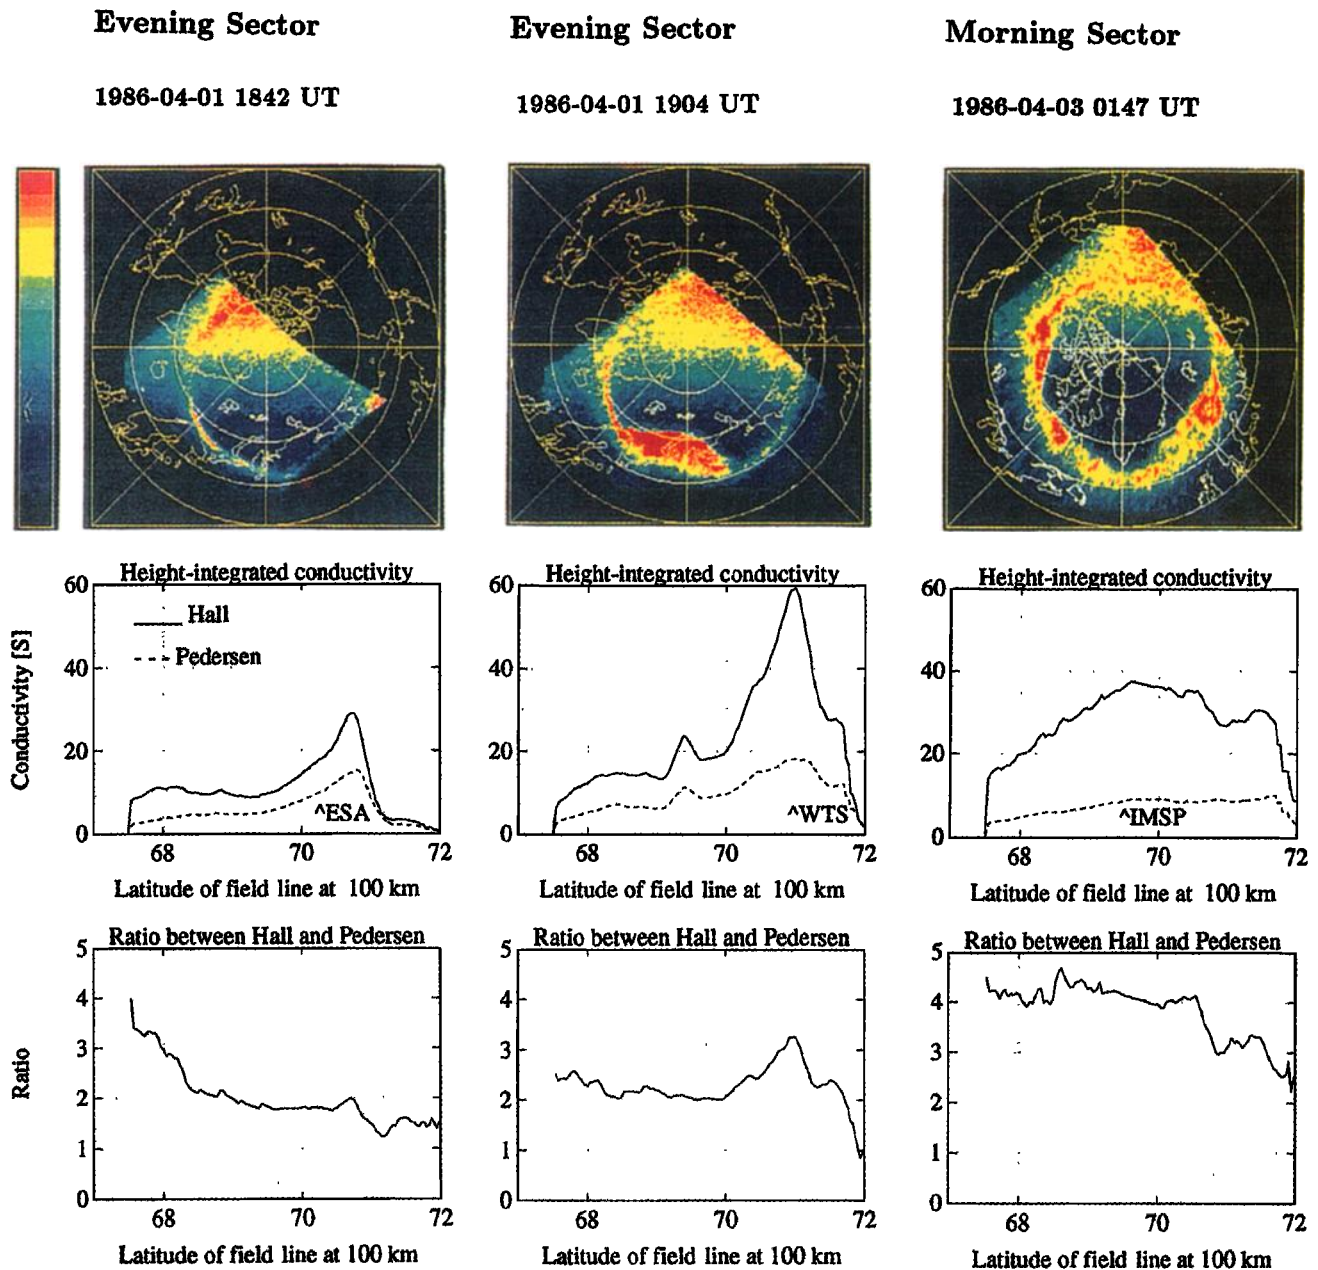 Evening Sector
1986-04-01 1842 UT
Evening Sector
1986-04-01 1904 UT
Morning Sector
1986-04-03 0147 UT
Height-integrated conductivity
Conductivity [S]
60
40
20
0
Hall
Pedersen
^ESA
68 70 72
Latitude of field line at 100 km
Height-integrated conductivity
60
40
20
0
^WTS
68 70 72
Latitude of field line at 100 km
Height-integrated conductivity
60
40
20
0
^IMSP
68 70 72
Latitude of field line at 100 km
Ratio between Hall and Pedersen
Ratio
5
4
3
2
1
0
68 70 72
Latitude of field line at 100 km
Ratio between Hall and Pedersen
5
4
3
2
1
0
68 70 72
Latitude of field line at 100 km
Ratio between Hall and Pedersen
5
4
3
2
1
0
68 70 72
Latitude of field line at 100 km